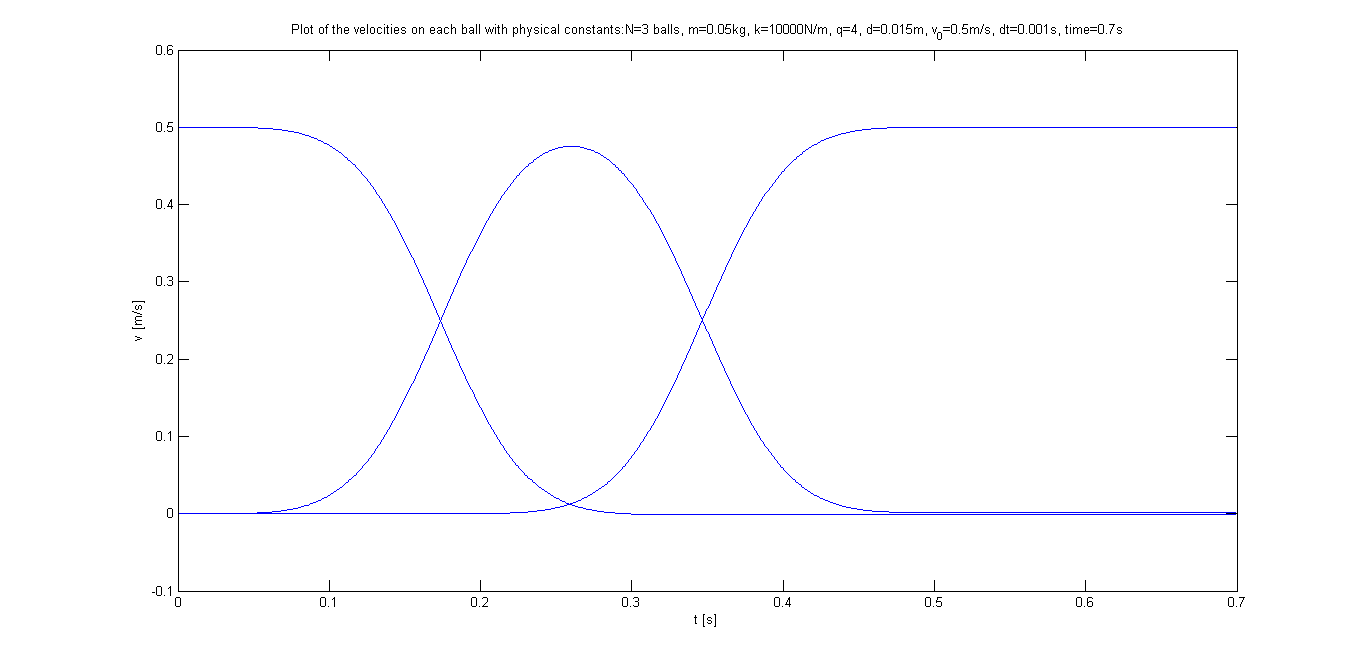 Plot of the velocities on each ball with physical constants:N=3 balls, m=0.05kg, k=10000N/m, q=4, d=0.015m, v0=0.5m/s, dt=0.001s, time=0.7s
0.6
0.5
0.4
0.3
0.2
0.1
0
-0.1
v [m/s]
0 0.1 0.2 0.3 0.4 0.5 0.6 0.7
t [s]